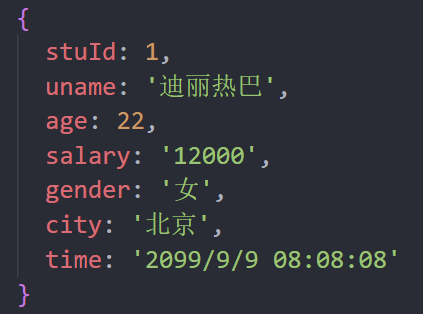 {
stuId: 1,
uname: '迪丽热巴',
age: 22,
salary: '12000',
gender: '女',
city: '北京',
time: '2099/9/9 08:08:08'
}